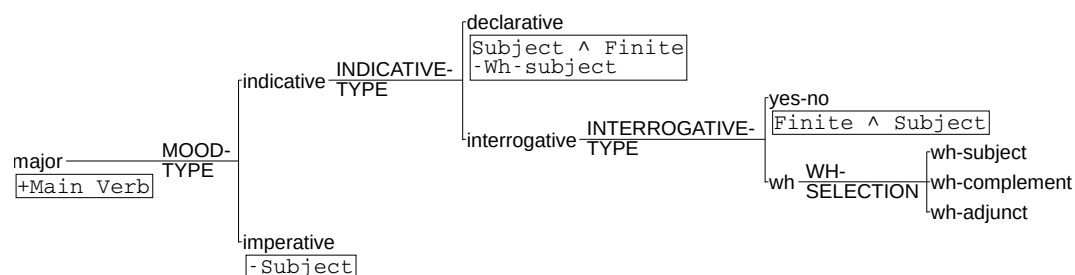 declarative
Subject ^ Finite
-Wh-subject
indicative
INDICATIVE-
TYPE
yes-no
Finite ^ Subject
interrogative
INTERROGATIVE-
TYPE
wh-subject
major
+Main Verb
MOOD-
TYPE
wh
WH-
SELECTION
wh-complement
wh-adjunct
imperative
-Subject